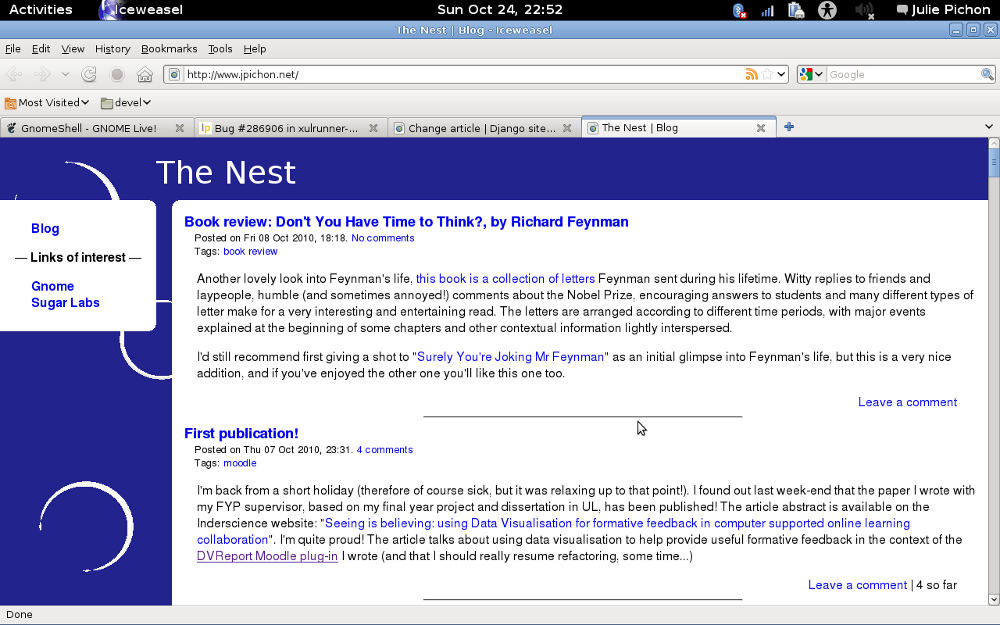 Activities Iceweasel Sun Oct 24, 22:52 Julie Pichon
The Nest | Blog - Iceweasel
File Edit View History Bookmarks Tools Help
http://www.jpichon.net/ Google
Most Visited devel
GnomeShell - GNOME Live! Bug #286906 in xulrunner-... Change article | Django site... The Nest | Blog
The Nest
Blog
— Links of interest —
Gnome
Sugar Labs
Book review: Don't You Have Time to Think?, by Richard Feynman
Posted on Fri 08 Oct 2010, 18:18. No comments
Tags: book review
Another lovely look into Feynman's life, this book is a collection of letters Feynman sent during his lifetime. Witty replies to friends and
laypeople, humble (and sometimes annoyed!) comments about the Nobel Prize, encouraging answers to students and many different types of
letter make for a very interesting and entertaining read. The letters are arranged according to different time periods, with major events
explained at the beginning of some chapters and other contextual information lightly interspersed.
I'd still recommend first giving a shot to "Surely You're Joking Mr Feynman" as an initial glimpse into Feynman's life, but this is a very nice
addition, and if you've enjoyed the other one you'll like this one too.
Leave a comment
First publication!
Posted on Thu 07 Oct 2010, 23:31. 4 comments
Tags: moodle
I'm back from a short holiday (therefore of course sick, but it was relaxing up to that point!). I found out last week-end that the paper I wrote with
my FYP supervisor, based on my final year project and dissertation in UL, has been published! The article abstract is available on the
Inderscience website: "Seeing is believing: using Data Visualisation for formative feedback in computer supported online learning
collaboration". I'm quite proud! The article talks about using data visualisation to help provide useful formative feedback in the context of the
DVReport Moodle plug-in I wrote (and that I should really resume refactoring, some time...)
Leave a comment | 4 so far
Done